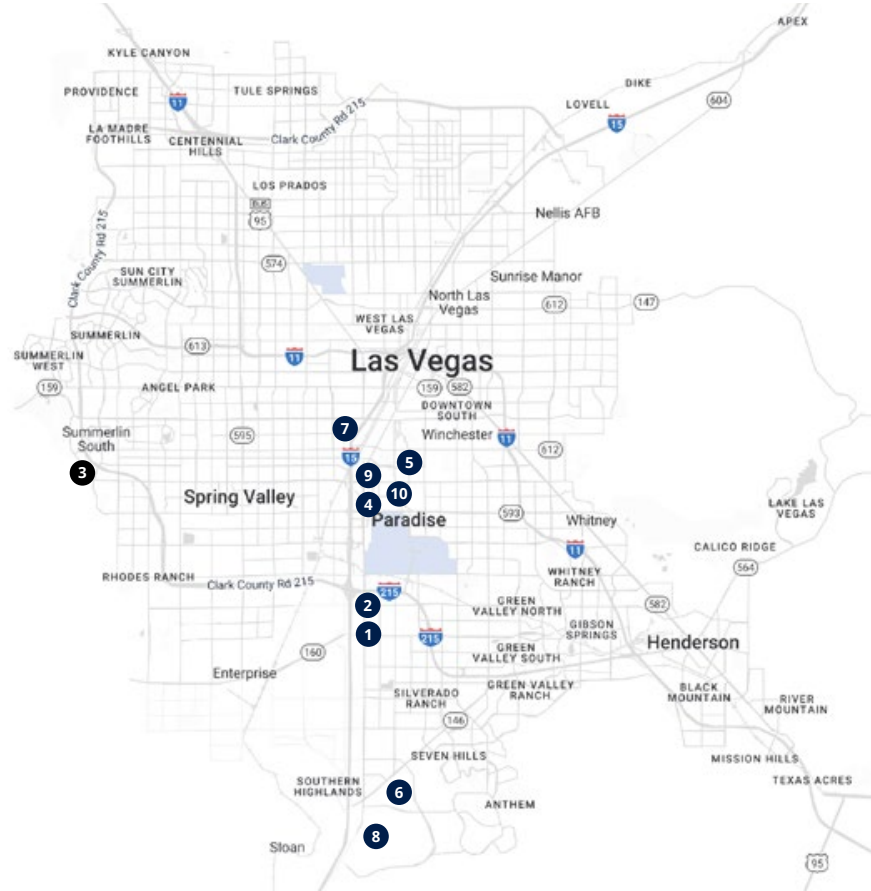 APEX
KYLE CANYON
PROVIDENCE
11
TULE SPRINGS
DIKE
LOVELL
604
15
LA MADRE
FOOTHILLS
CENTENNIAL
HILLS
Clark County Rd 215
LOS PRADOS
BUS
95
Nellis AFB
Clark County Rd 215
574
SUN CITY
SUMMERLIN
Sunrise Manor
North Las
Vegas
612
147
WEST LAS
VEGAS
SUMMERLIN
613
SUMMERLIN
WEST
11
Las Vegas
159
ANGEL PARK
159
582
DOWNTOWN
SOUTH
7
Summerlin
South
595
Winchester
11
612
15
5
3
9
10
4
Spring Valley
Paradise
593
Whitney
LAKE LAS
VEGAS
11
CALICO RIDGE
564
RHODES RANCH
Clark County Rd 215
WHITNEY
RANCH
215
2
GREEN
VALLEY NORTH
582
1
215
GIBSON
SPRINGS
Henderson
160
GREEN
VALLEY SOUTH
Enterprise
SILVERADO
RANCH
GREEN VALLEY
RANCH
BLACK
MOUNTAIN
RIVER
MOUNTAIN
146
SEVEN HILLS
MISSION HILLS
TEXAS ACRES
SOUTHERN
HIGHLANDS
6
ANTHEM
8
Sloan
95